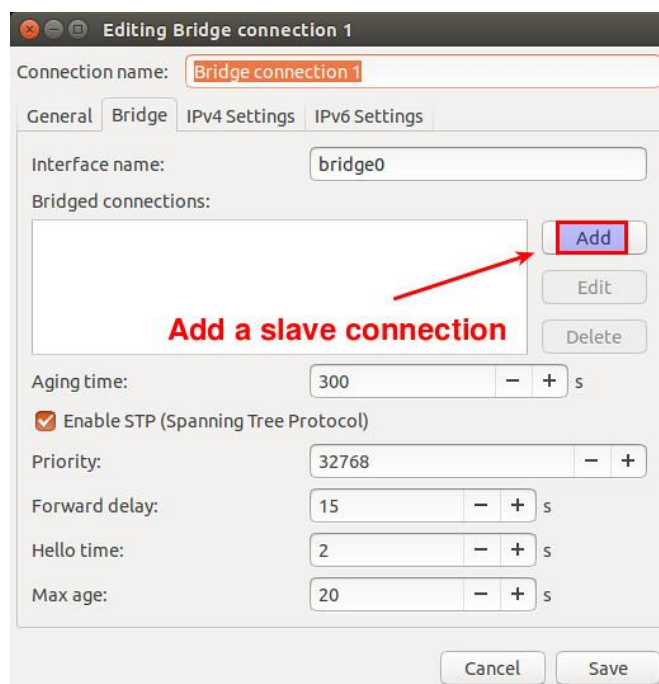 Editing Bridge connection 1
Connection name: Bridge connection 1
General Bridge IPv4 Settings IPv6 Settings
Interface name: bridge0
Bridged connections:
Add
Edit
Add a slave connection
Delete
Aging time: 300 - + s
Enable STP (Spanning Tree Protocol)
Priority: 32768 - +
Forward delay: 15 - + s
Hello time: 2 - + s
Max age: 20 - + s
Cancel Save